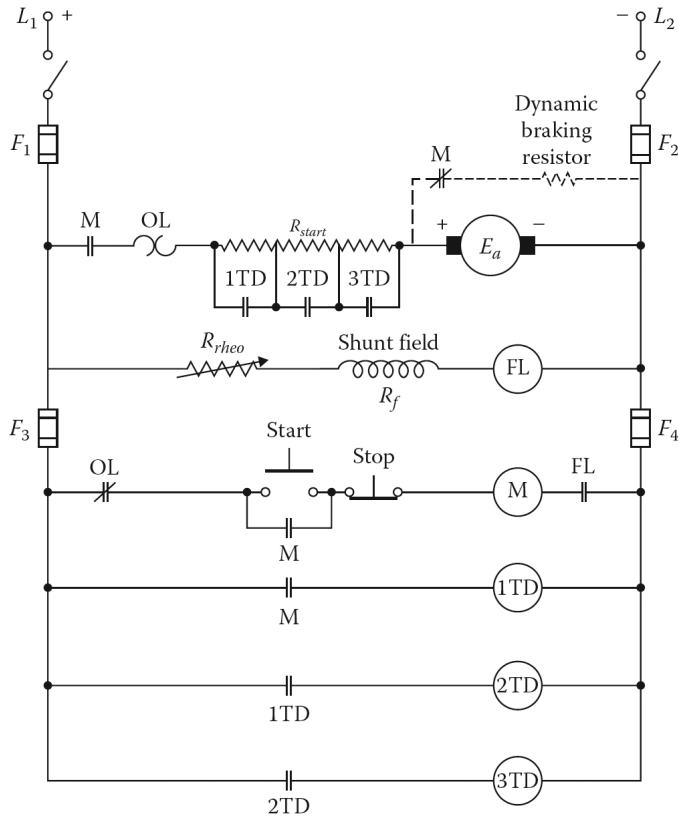 L1 +
− L2
F1
F2
Dynamic
braking
resistor
M
M
OL
Rstart
+
−
Ea
1TD
2TD
3TD
Rrheo
Shunt field
Rf
FL
F3
F4
Start
Stop
OL
M
FL
M
M
1TD
1TD
2TD
2TD
3TD